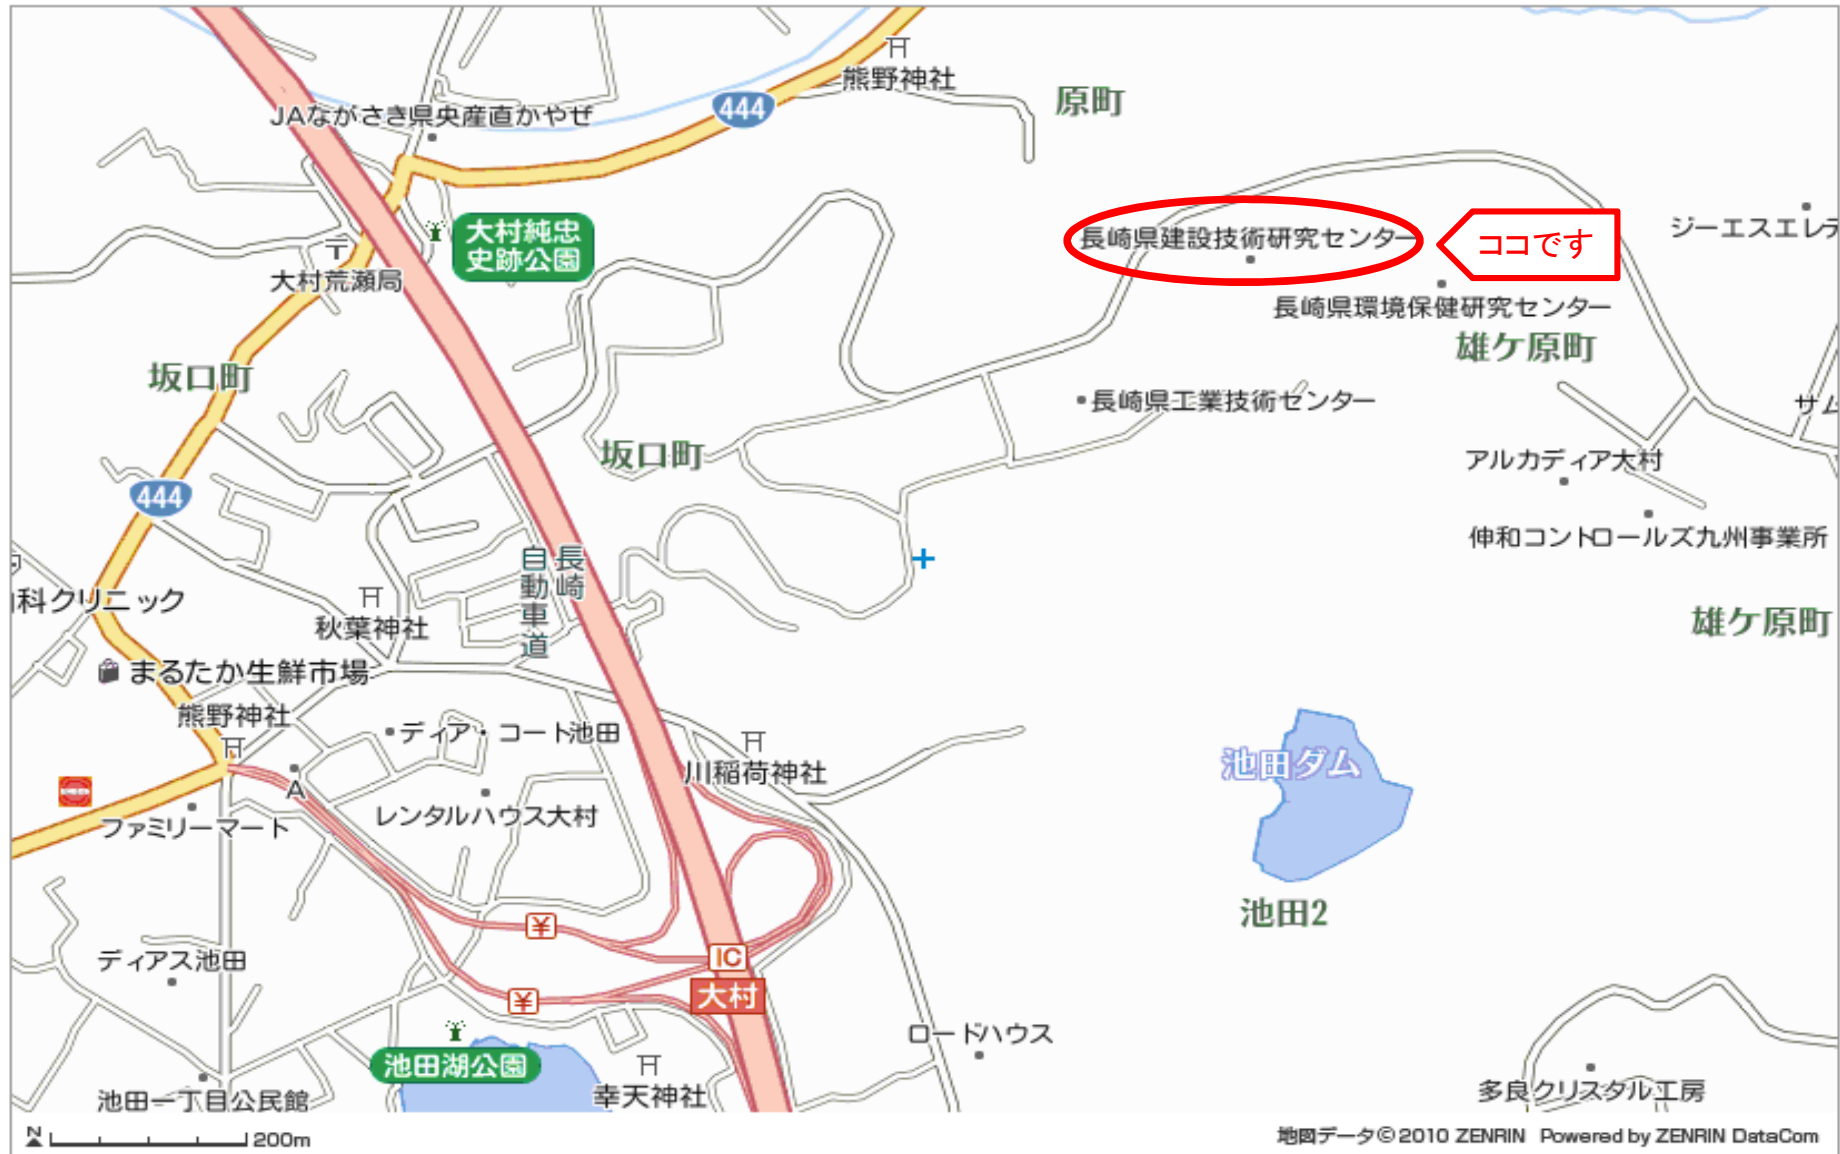 熊野神社
原町
444
JAながさき県央産直かやぜ
大村純忠
史跡公園
長崎県建設技術研究センター
ココです
ジーエスエレデ
大村荒瀬局
長崎県環境保健研究センター
雄ケ原町
坂口町
長崎県工業技術センター
サム
坂口町
アルカディア大村
444
伸和コントロールズ九州事業所
長崎
自動車道
科クリニック
秋葉神社
雄ケ原町
まるたか生鮮市場
熊野神社
ディア・コート池田
川稲荷神社
池田ダム
A
レンタルハウス大村
ファミリーマート
池田2
¥
IC
ディアス池田
大村
¥
ロードハウス
池田湖公園
幸天神社
多良クリスタル工房
池田一丁目公民館
N
200m
地図データ©2010 ZENRIN Powered by ZENRIN DataCom